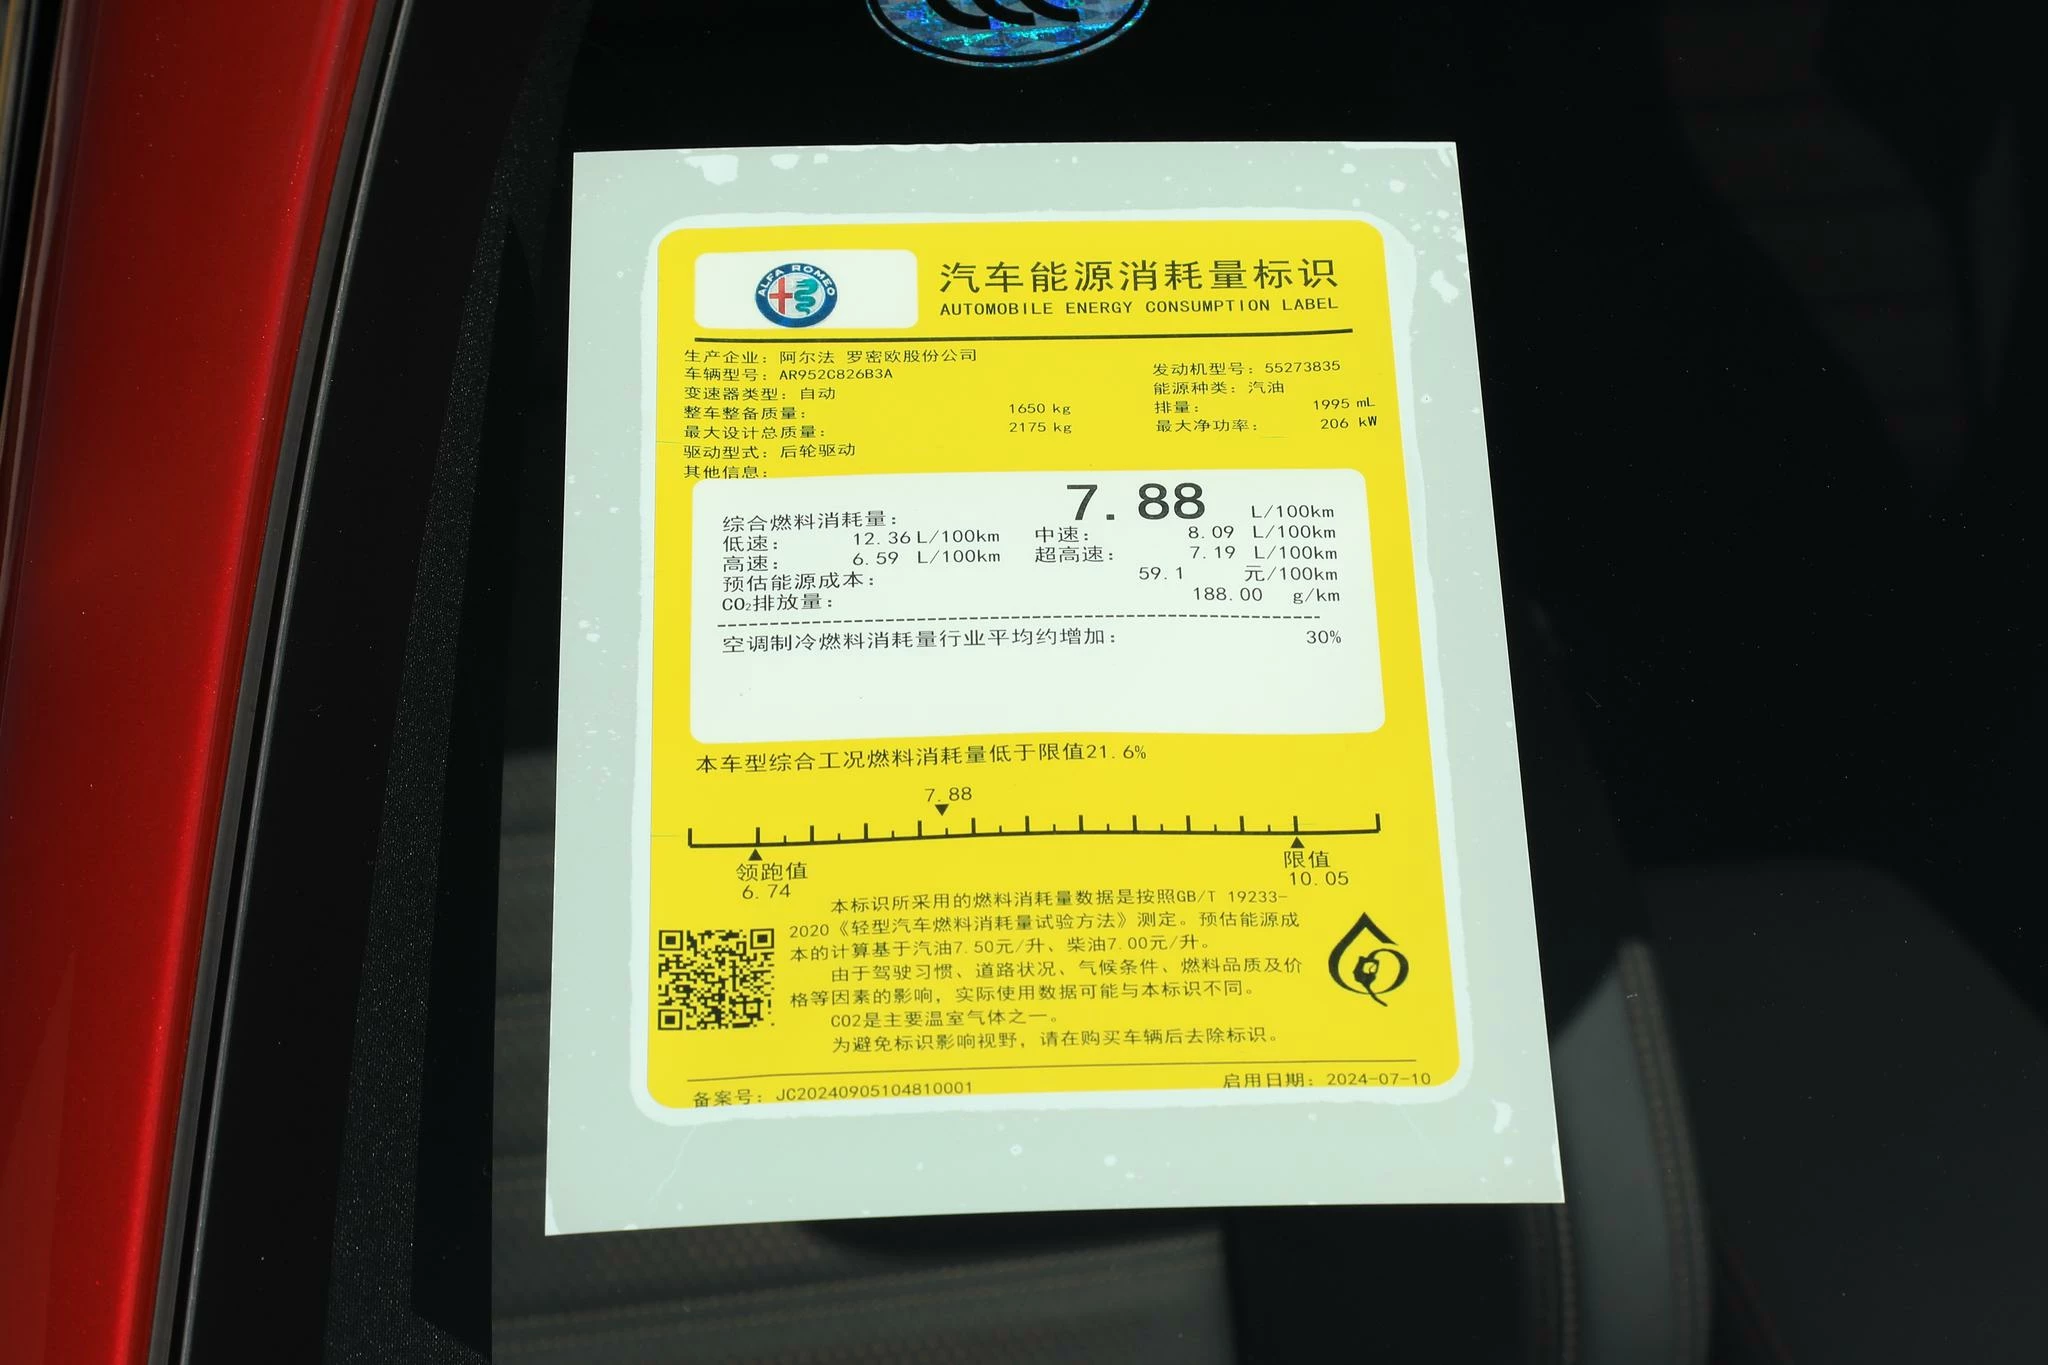 CCC
ALFA ROMEO
汽车能源消耗量标识
AUTOMOBILE ENERGY CONSUMPTION LABEL
生产企业：阿尔法 罗密欧股份公司
车辆型号：AR952C826B3A
发动机型号：55273835
变速器类型：自动
能源种类：汽油
整车整备质量： 1650 kg
排量： 1995 mL
最大设计总质量： 2175 kg
最大净功率： 206 kW
驱动型式：后轮驱动
其他信息：
综合燃料消耗量： 7.88 L/100km
低速： 12.36 L/100km 中速： 8.09 L/100km
高速： 6.59 L/100km 超高速： 7.19 L/100km
预估能源成本： 59.1 元/100km
CO₂排放量： 188.00 g/km
空调制冷燃料消耗量行业平均约增加： 30%
本车型综合工况燃料消耗量低于限值21.6%
7.88
领跑值 限值
6.74 10.05
本标识所采用的燃料消耗量数据是按照GB/T 19233-
2020《轻型汽车燃料消耗量试验方法》测定。预估能源成
本的计算基于汽油7.50元/升、柴油7.00元/升。
由于驾驶习惯、道路状况、气候条件、燃料品质及价
格等因素的影响，实际使用数据可能与本标识不同。
CO2是主要温室气体之一。
为避免标识影响视野，请在购买车辆后去除标识。
备案号：JC20240905104810001 启用日期：2024-07-10